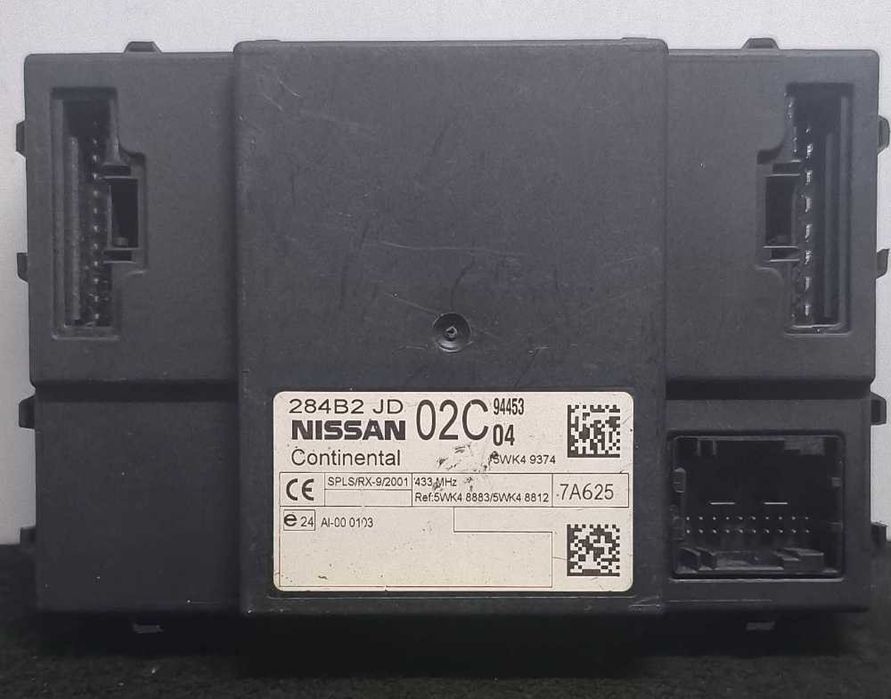 284B2 JD 02C 94453
NISSAN 04
Continental 5WK4 9374
CE SPLS/RX-9/2001 433 MHz 7A625
Ref:5WK4 8883/5WK4 8812
e 24 AI-00 0103